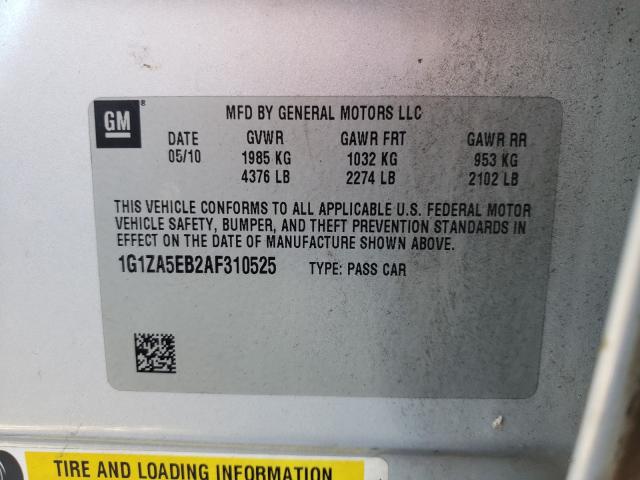 GM
®
MFD BY GENERAL MOTORS LLC
DATE GVWR GAWR FRT GAWR RR
05/10 1985 KG 1032 KG 953 KG
4376 LB 2274 LB 2102 LB
THIS VEHICLE CONFORMS TO ALL APPLICABLE U.S. FEDERAL MOTOR
VEHICLE SAFETY, BUMPER, AND THEFT PREVENTION STANDARDS IN
EFFECT ON THE DATE OF MANUFACTURE SHOWN ABOVE.
1G1ZA5EB2AF310525 TYPE: PASS CAR
TIRE AND LOADING INFORMATION